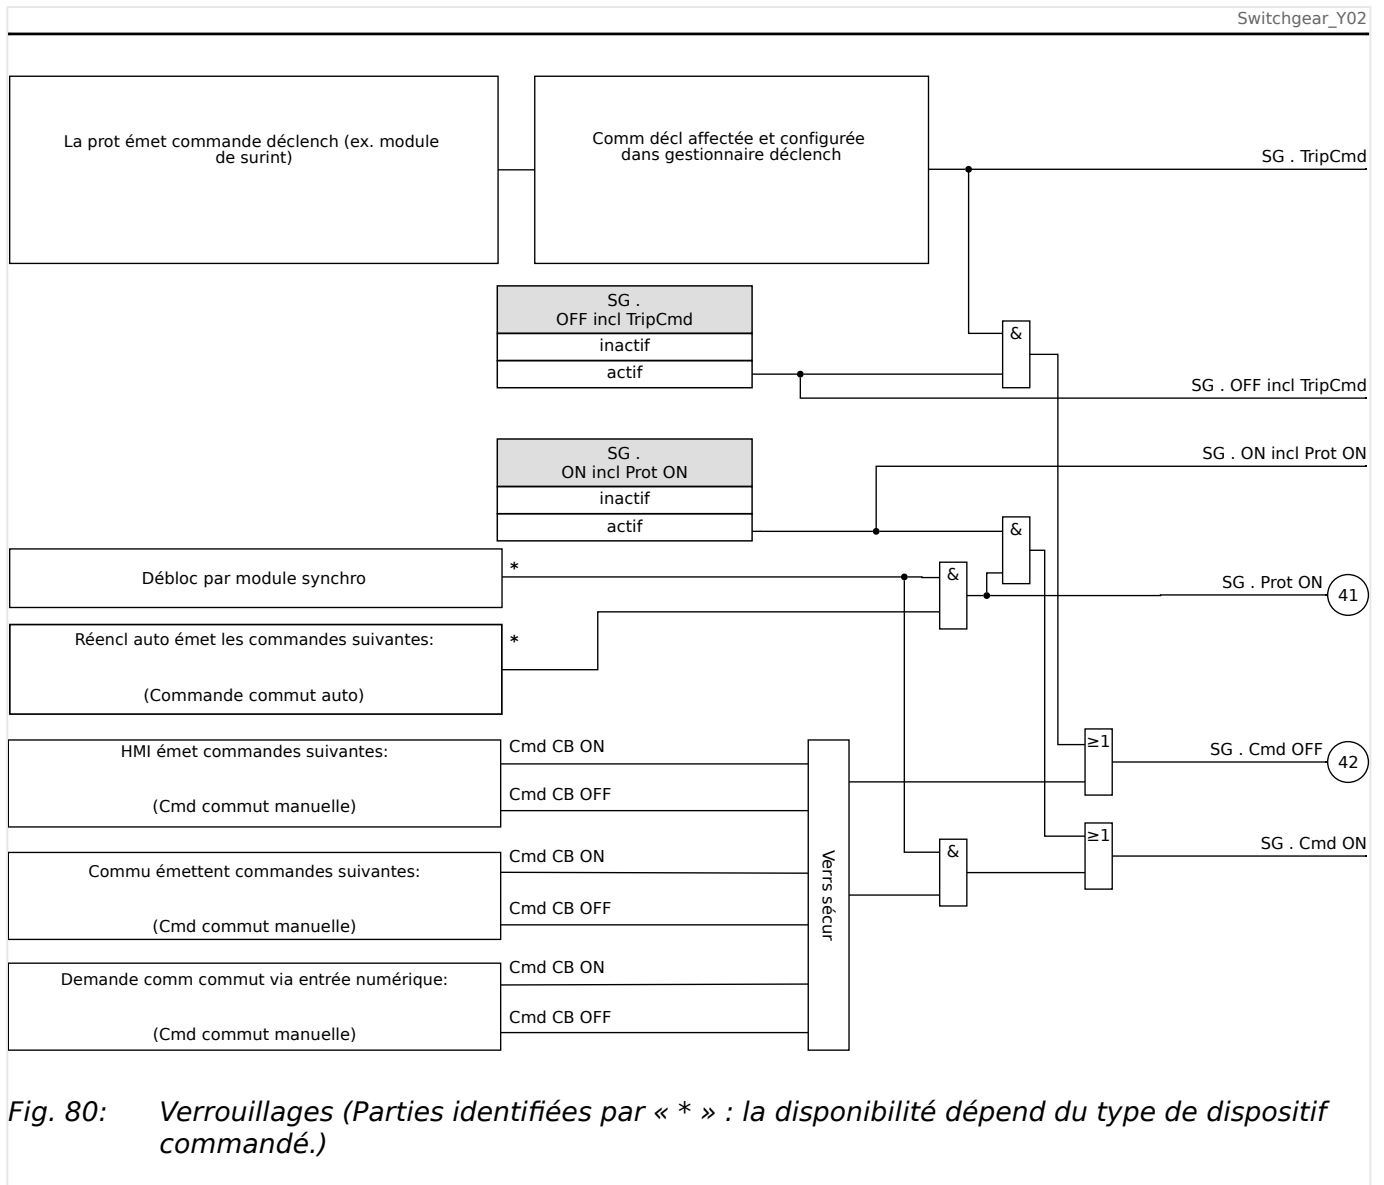 Switchgear_Y02
La prot émet commande déclench (ex. module
de surint)
Comm décl affectée et configurée
dans gestionnaire déclench
SG . TripCmd
SG .
OFF incl TripCmd
inactif
actif
&
SG . OFF incl TripCmd
SG .
ON incl Prot ON
inactif
actif
SG . ON incl Prot ON
&
Débloc par module synchro
*
&
SG . Prot ON
41
Réencl auto émet les commandes suivantes:
(Commande commut auto)
*
HMI émet commandes suivantes:
(Cmd commut manuelle)
Cmd CB ON
Cmd CB OFF
≥1
SG . Cmd OFF
42
Commu émettent commandes suivantes:
(Cmd commut manuelle)
Cmd CB ON
Cmd CB OFF
Verrs sécur
&
≥1
SG . Cmd ON
Demande comm commut via entrée numérique:
(Cmd commut manuelle)
Cmd CB ON
Cmd CB OFF
Fig. 80: Verrouillages (Parties identifiées par « * » : la disponibilité dépend du type de dispositif
commandé.)